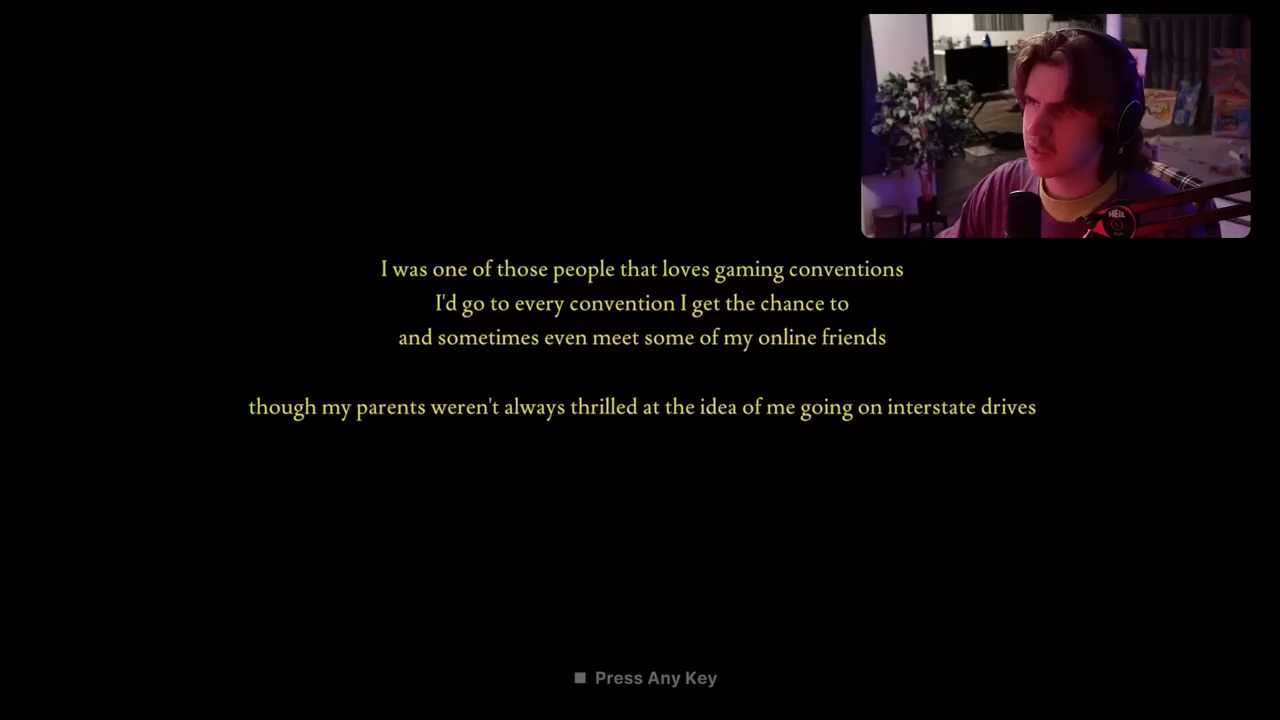 HEIL
I was one of those people that loves gaming conventions
I'd go to every convention I get the chance to
and sometimes even meet some of my online friends
though my parents weren't always thrilled at the idea of me going on interstate drives
Press Any Key